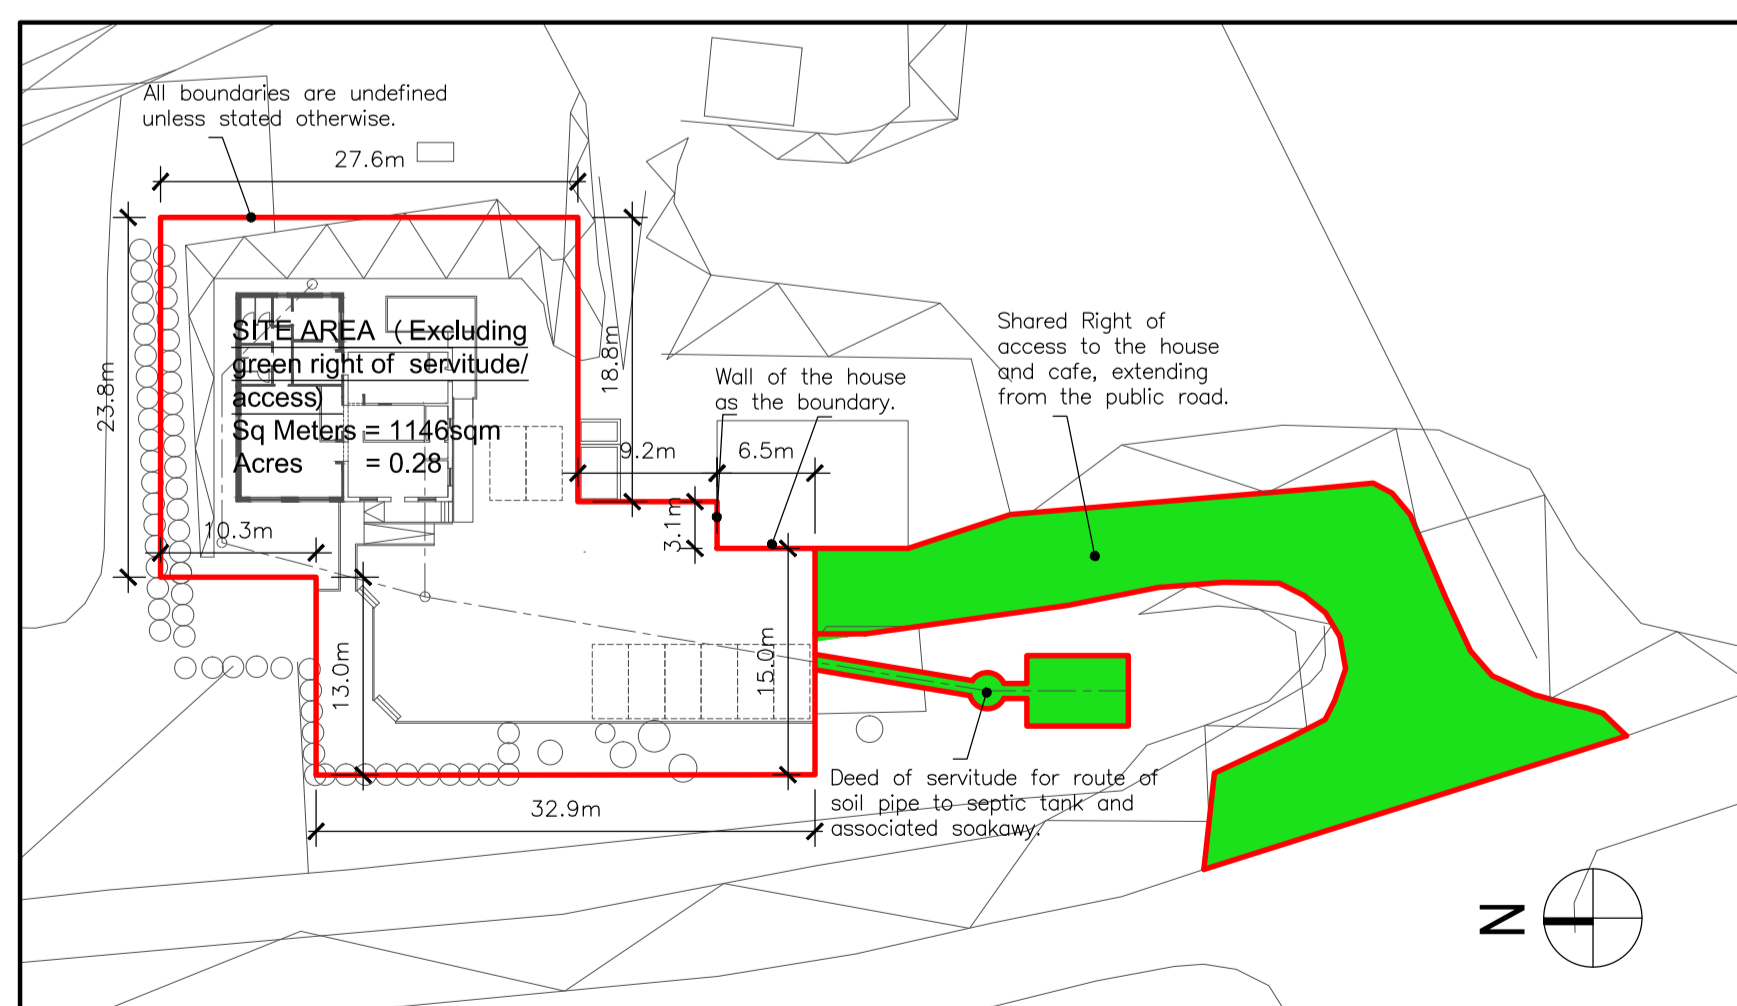 All boundaries are undefined
unless stated otherwise.
27.6m
23.8m
18.8m
SITE AREA ( Excluding
green right of servitude/
access)
Sq Meters = 1146sqm
Acres = 0.28
Wall of the house
as the boundary.
9.2m
6.5m
3.1m
Shared Right of
access to the house
and cafe, extending
from the public road.
10.3m
13.0m
15.0m
32.9m
Deed of servitude for route of
soil pipe to septic tank and
associated soakawy.
N